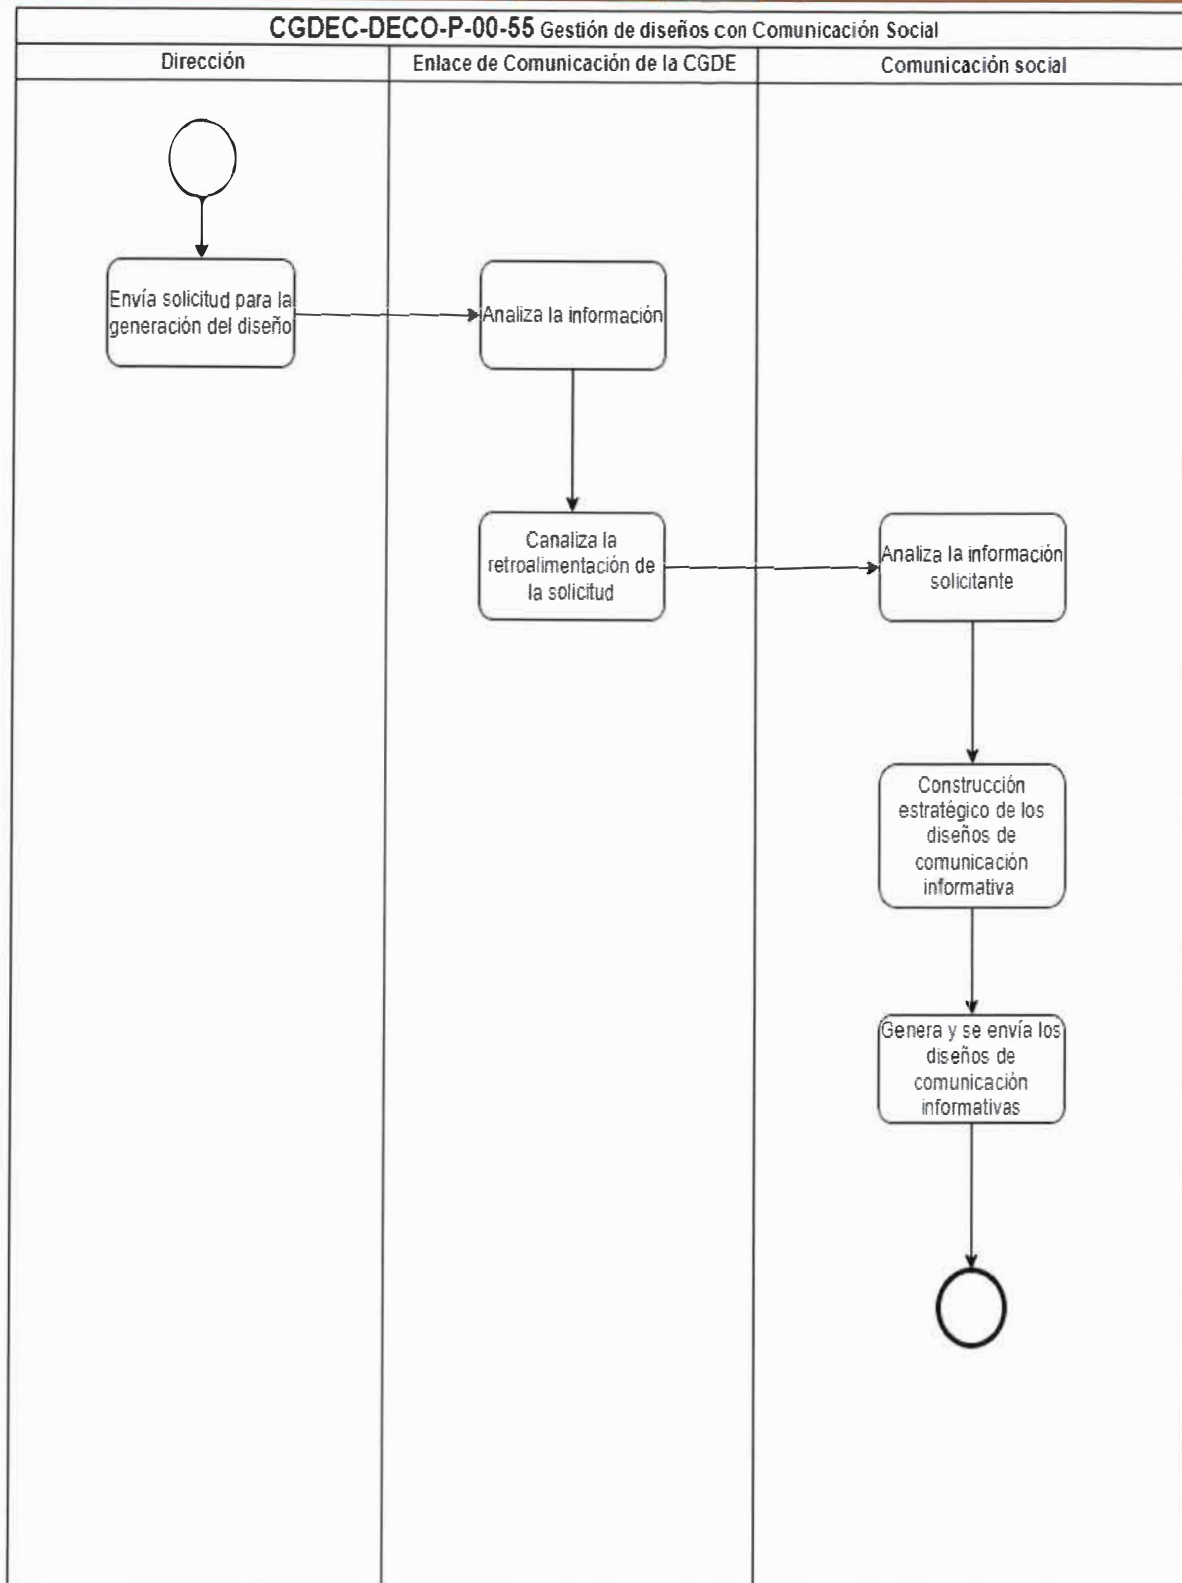 CGDEC-DECO-P-00-55 Gestión de diseños con Comunicación Social
Dirección
Enlace de Comunicación de la CGDE
Comunicación social
Envía solicitud para la
generación del diseño
Analiza la información
Canaliza la
retroalimentación de
la solicitud
Analiza la información
solicitante
Construcción
estratégico de los
diseños de
comunicación
informativa
Genera y se envía los
diseños de
comunicación
informativas